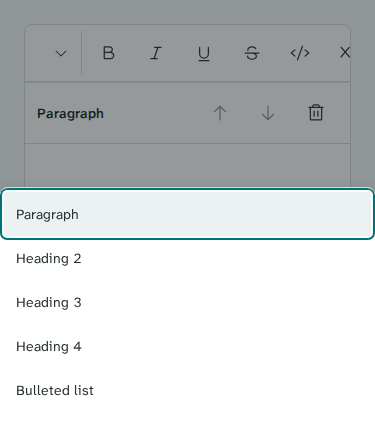 B I U S </> X
Paragraph
Paragraph
Heading 2
Heading 3
Heading 4
Bulleted list